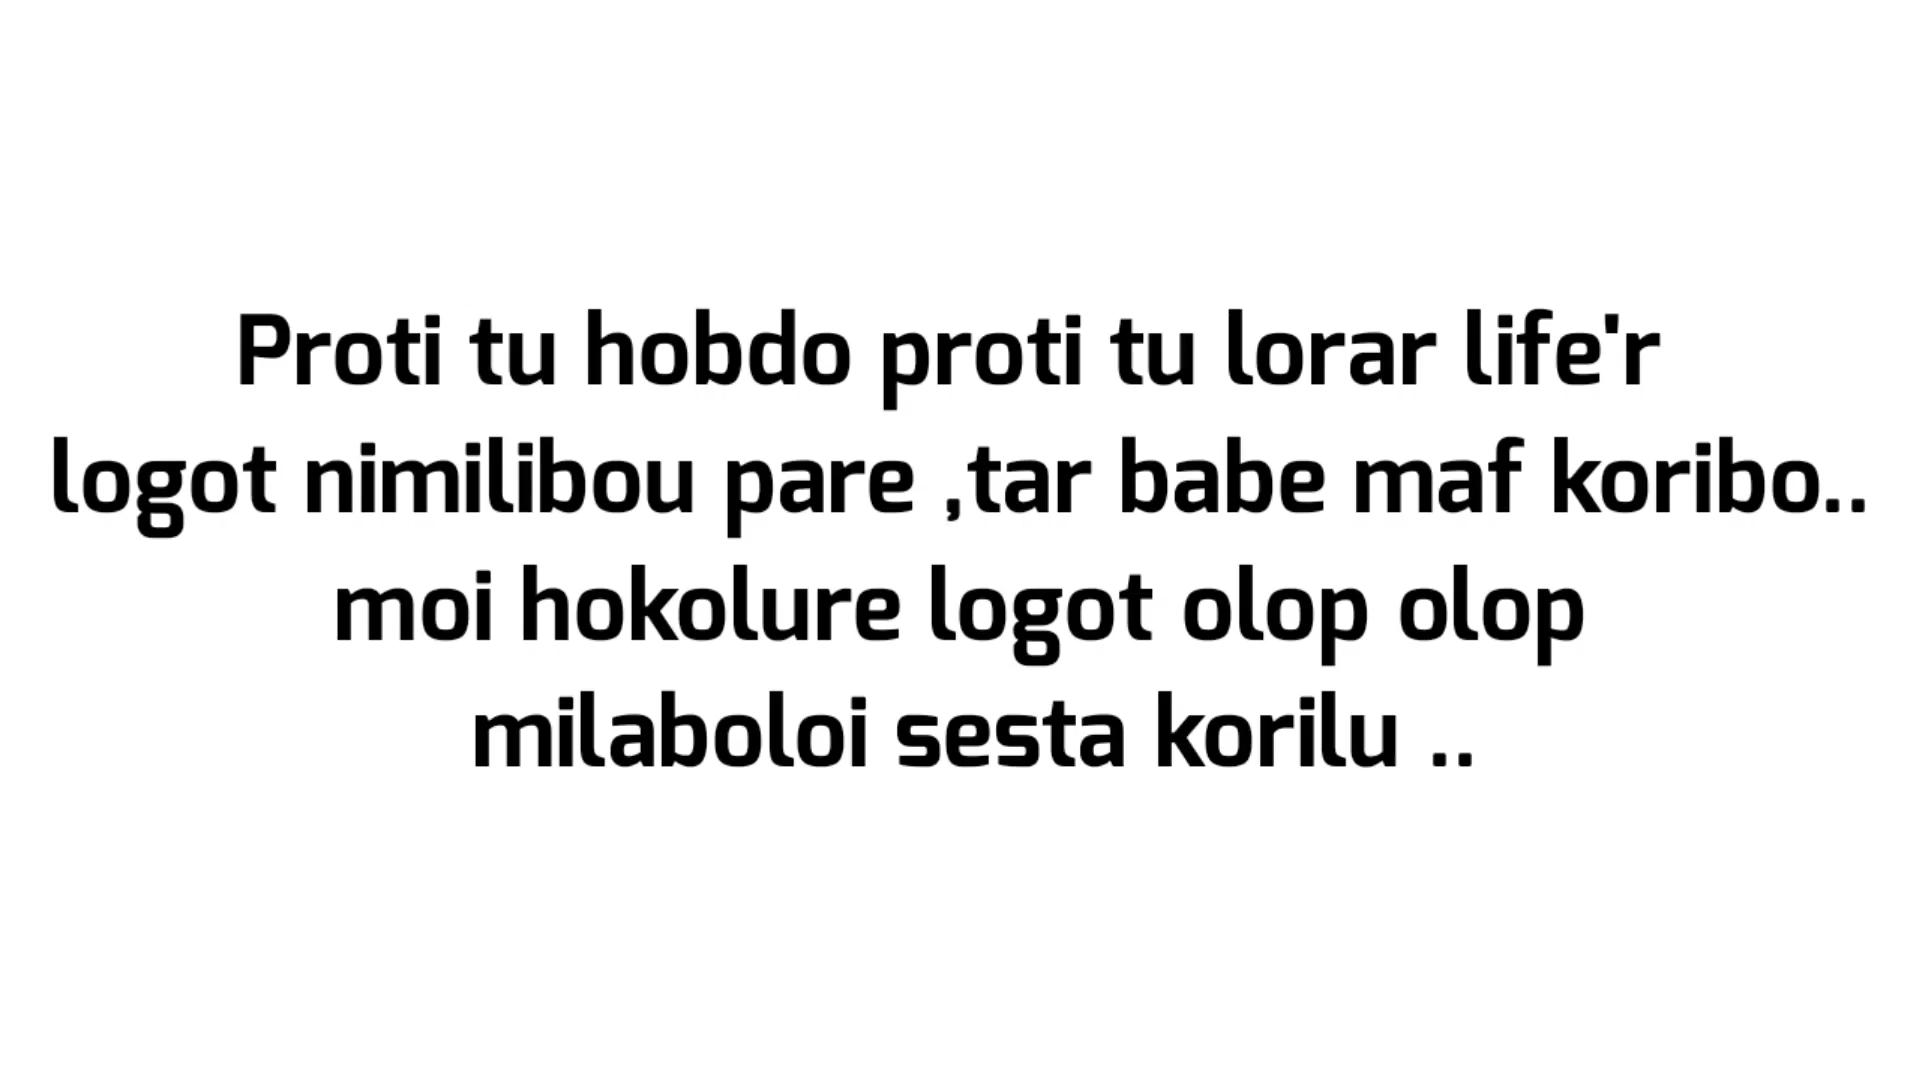 Proti tu hobdo proti tu lorar life'r
logot nimilibou pare ,tar babe maf koribo..
moi hokolure logot olop olop
milaboloi sesta korilu ..